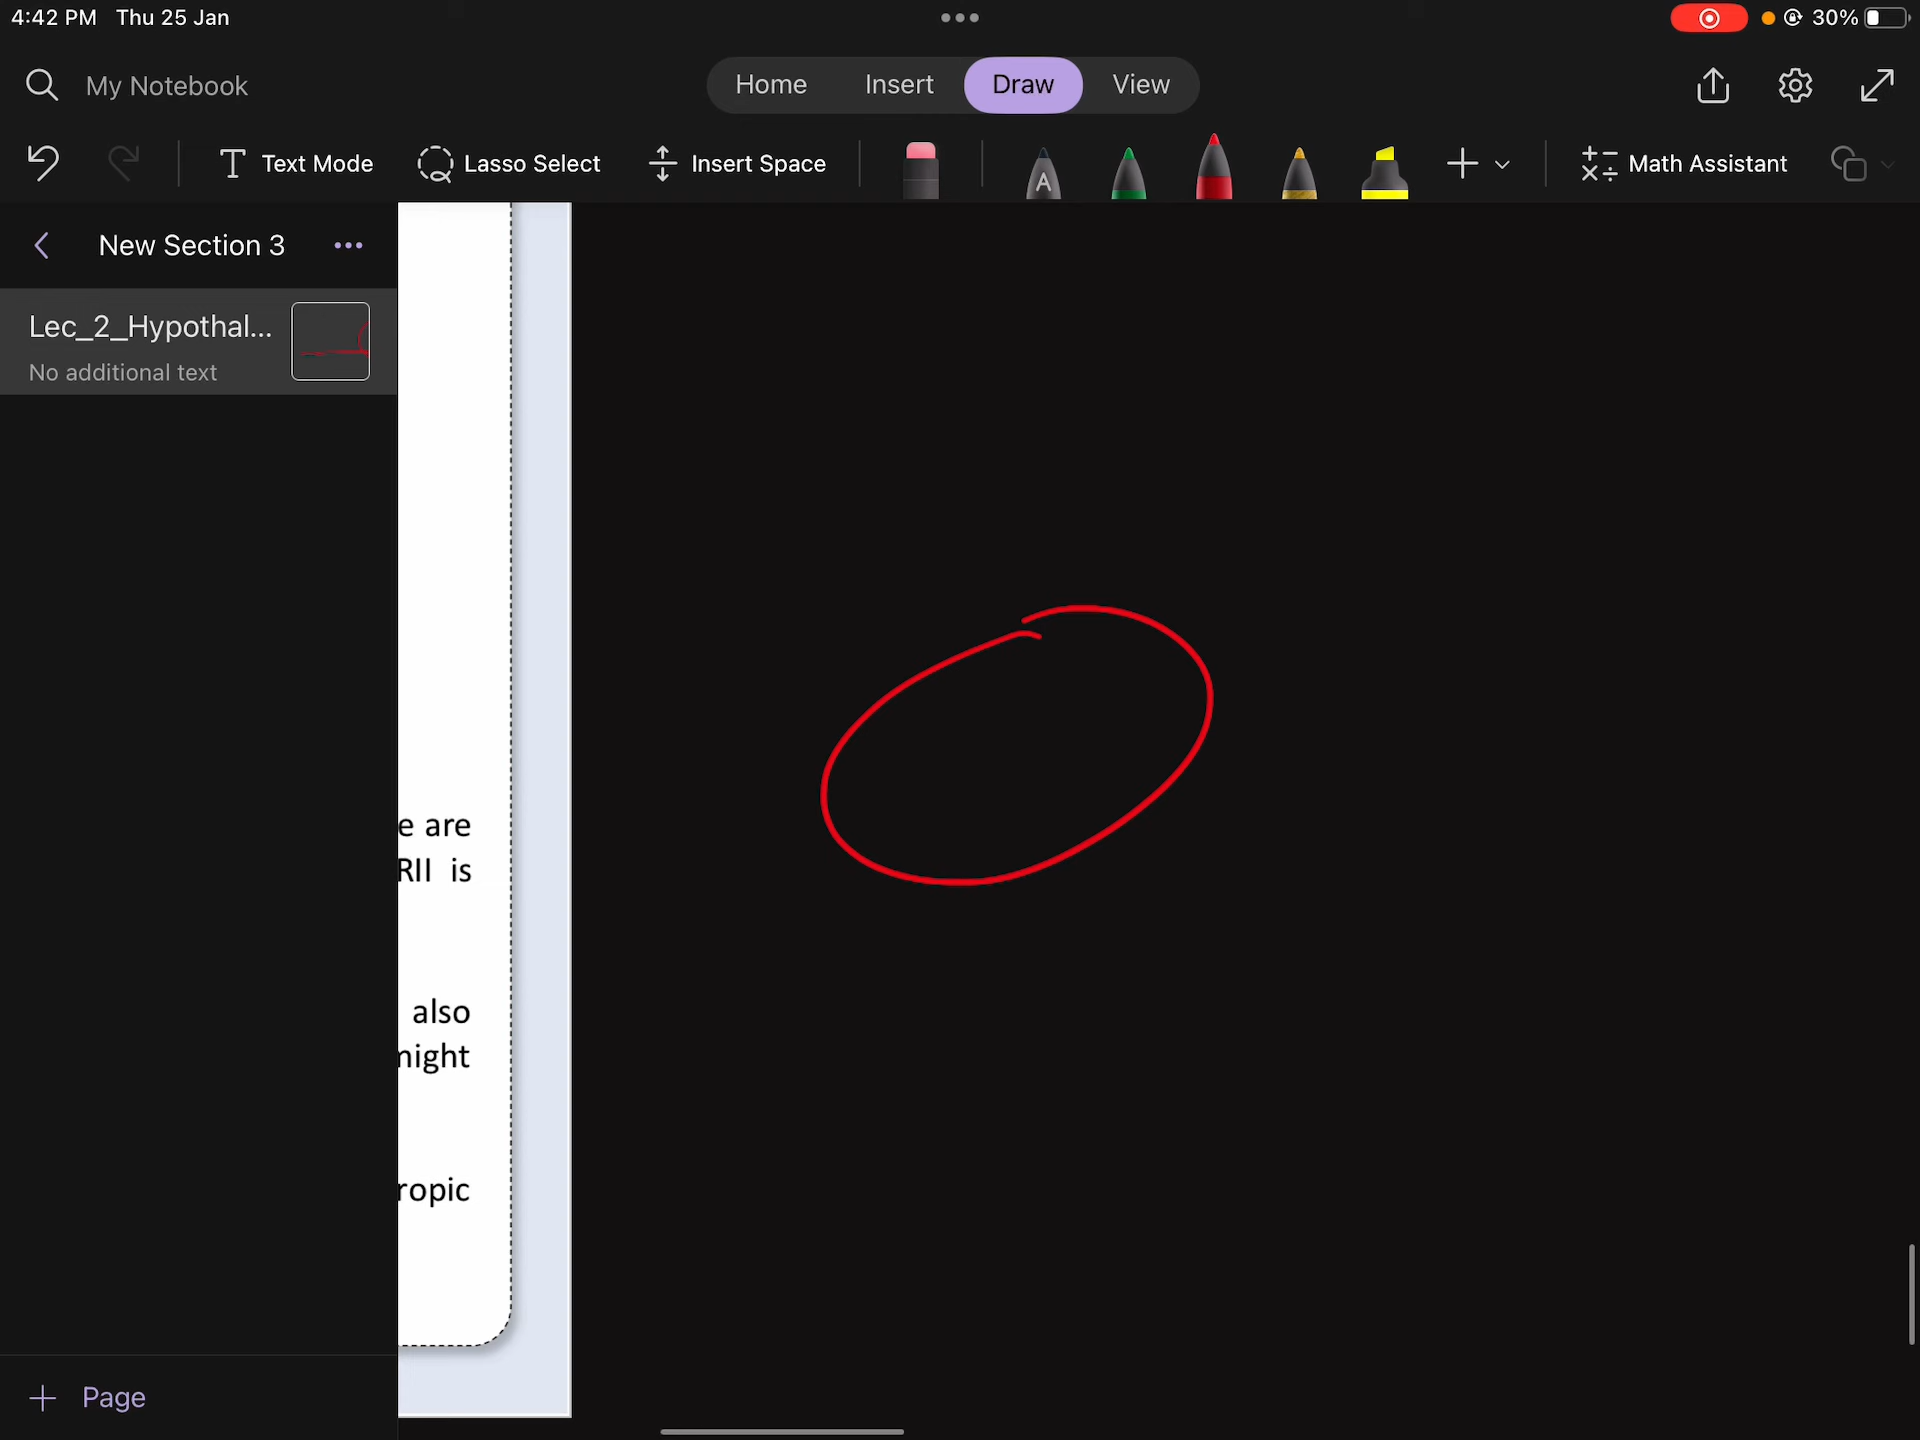 4:42 PM Thu 25 Jan
30%
My Notebook
Home Insert Draw View
Text Mode Lasso Select Insert Space A Math Assistant
New Section 3
Lec_2_Hypothal...
No additional text
e are
RII is
also
might
ropic
Page